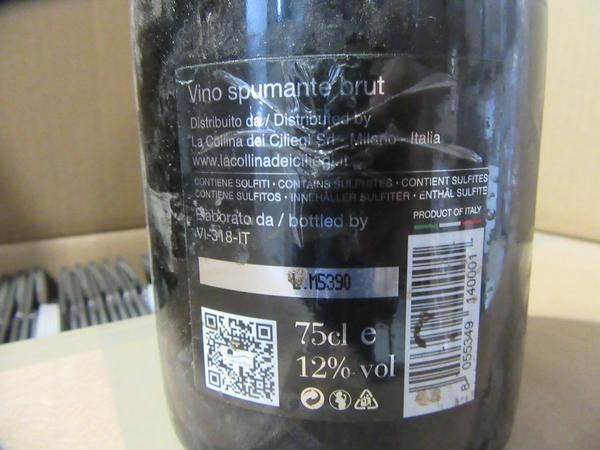 Vino spumante brut
Distribuito da / Distributed by
La Collina dei Ciliegi Srl - Milano - Italia
www.lacollinadeiciliegi.it
CONTIENE SOLFITI • CONTAINS SULPHITES • CONTIENT SULFITES
CONTIENE SULFITOS • INNEHÅLLER SULFITER • ENTHÄL SULFITE
PRODUCT OF ITALY
Elaborato da / bottled by
VI-318-IT
L.M5390
75cl e
12% vol
8 055349 140001